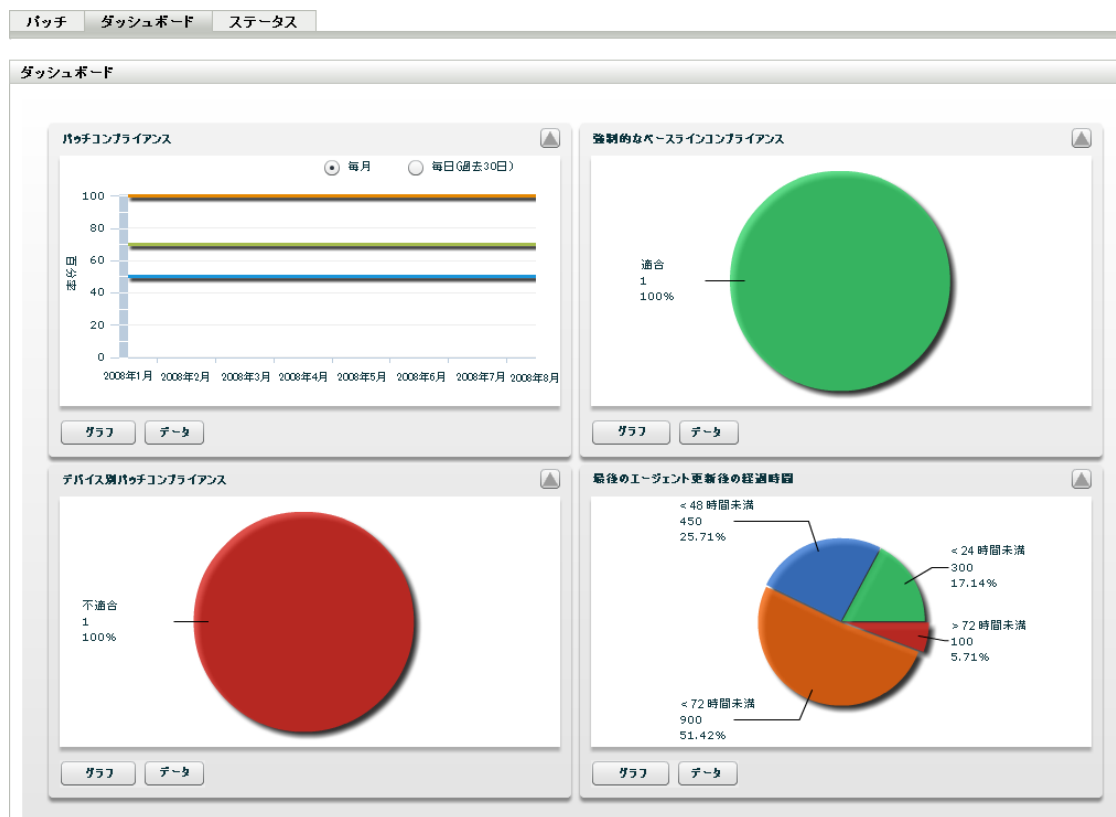 パッチ ダッシュボード ステータス
ダッシュボード
パッチコンプライアンス
毎月 毎日(過去30日)
100
80
60
40
20
0
百分率
2008年1月 2008年2月 2008年3月 2008年4月 2008年5月 2008年6月 2008年7月 2008年8月
グラフ データ
強制的なベースラインコンプライアンス
適合
1
100%
グラフ データ
デバイス別パッチコンプライアンス
不適合
1
100%
グラフ データ
最後のエージェント更新後の経過時間
< 48 時間未満
450
25.71%
< 24 時間未満
300
17.14%
> 72 時間未満
100
5.71%
< 72 時間未満
900
51.42%
グラフ データ